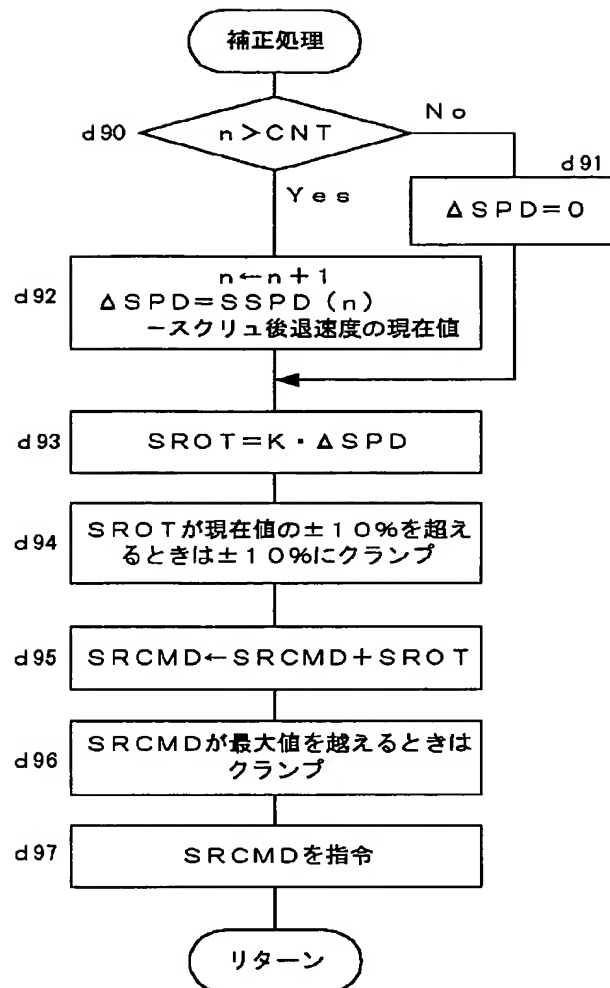 補正処理
d90
n>CNT
No
Yes
d91
ΔSPD=0
d92
n←n+1
ΔSPD=SSPD(n)
−スクリュ後退速度の現在値
d93
SROT=K・ΔSPD
d94
SROTが現在値の±10%を超え
るときは±10%にクランプ
d95
SRCMD←SRCMD+SROT
d96
SRCMDが最大値を越えるときは
クランプ
d97
SRCMDを指令
リターン